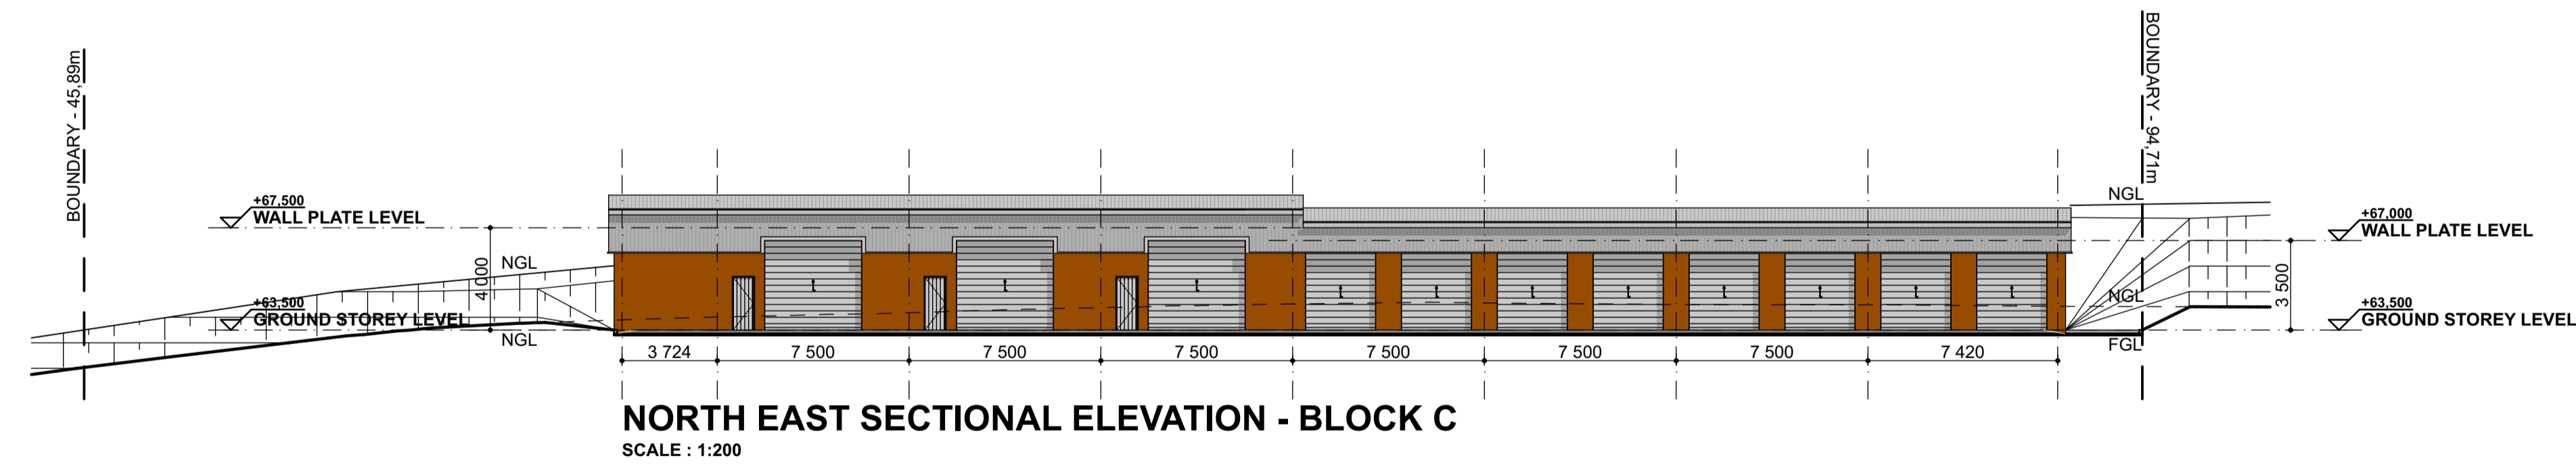 BOUNDARY - 45,89m
BOUNDARY - 94,71m
+67,500
WALL PLATE LEVEL
NGL
4 000
+63,500
GROUND STOREY LEVEL
NGL
NGL
+67,000
WALL PLATE LEVEL
NGL
3 500
+63,500
GROUND STOREY LEVEL
FGL
3 724
7 500
7 500
7 500
7 500
7 500
7 500
7 420
NORTH EAST SECTIONAL ELEVATION - BLOCK C
SCALE : 1:200